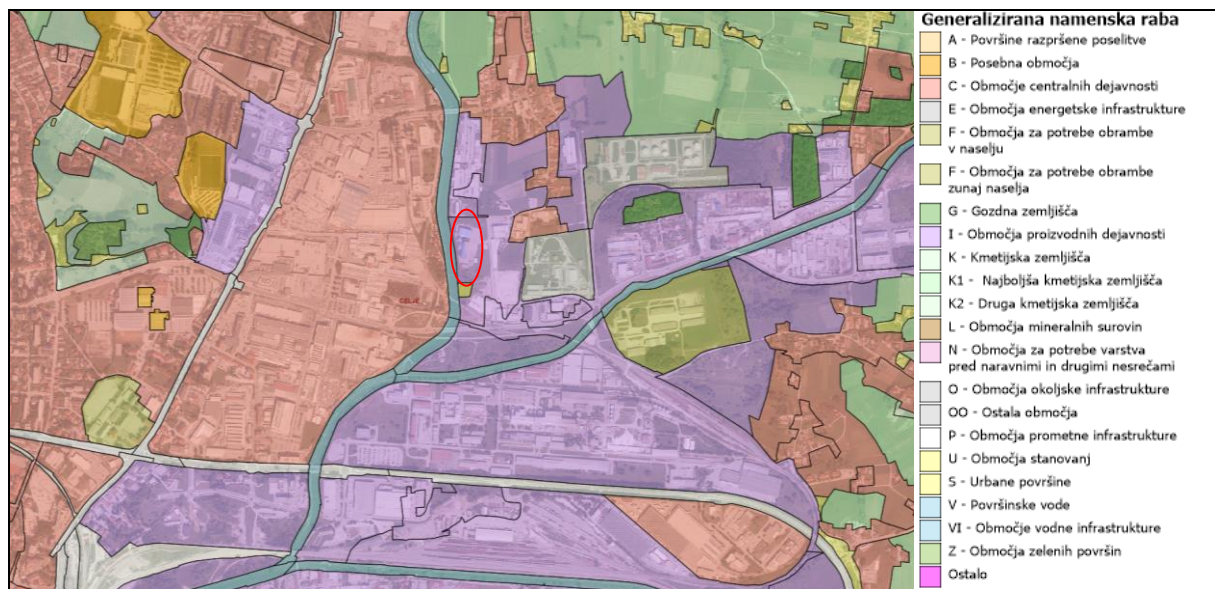 Generalizirana namenska raba
A - Površine razpršene poselitve
B - Posebna območja
C - Območje centralnih dejavnosti
E - Območja energetske infrastrukture
F - Območja za potrebe obrambe
v naselju
F - Območja za potrebe obrambe
zunaj naselja
G - Gozdna zemljišča
I - Območja proizvodnih dejavnosti
K - Kmetijska zemljišča
K1 - Najboljša kmetijska zemljišča
K2 - Druga kmetijska zemljišča
L - Območja mineralnih surovin
N - Območja za potrebe varstva
pred naravnimi in drugimi nesrečami
O - Območja okoljske infrastrukture
OO - Ostala območja
P - Območja prometne infrastrukture
U - Območja stanovanj
S - Urbane površine
V - Površinske vode
VI - Območje vodne infrastrukture
Z - Območja zelenih površin
Ostalo
CELJE